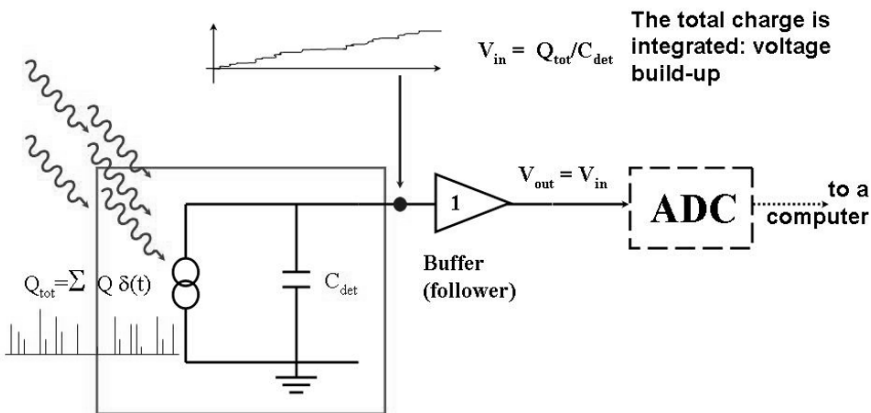 The total charge is
integrated: voltage
build-up
V_in = Q_tot/C_det
V_out = V_in
1
ADC
to a
computer
Buffer
(follower)
Q_tot=Σ Q δ(t)
C_det